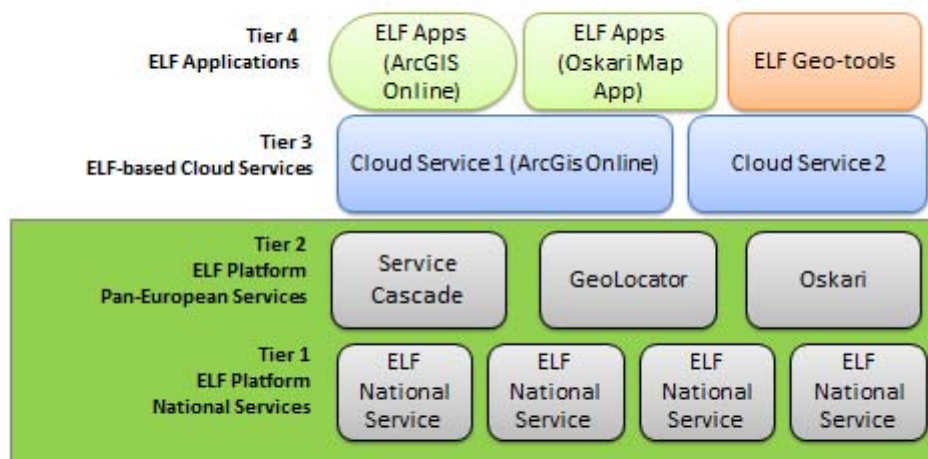 Tier 4
ELF Applications
ELF Apps
(ArcGIS
Online)
ELF Apps
(Oskari Map
App)
ELF Geo-tools
Tier 3
ELF-based Cloud Services
Cloud Service 1 (ArcGis Online)
Cloud Service 2
Tier 2
ELF Platform
Pan-European Services
Service
Cascade
GeoLocator
Oskari
Tier 1
ELF Platform
National Services
ELF
National
Service
ELF
National
Service
ELF
National
Service
ELF
National
Service